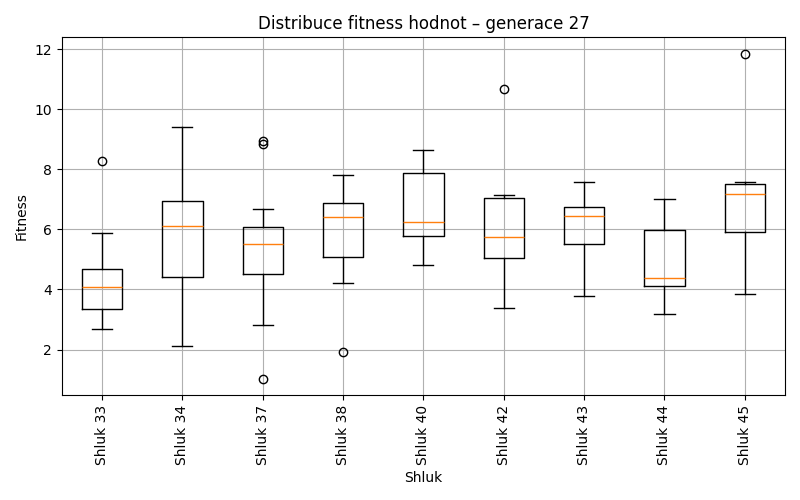 Distribuce fitness hodnot – generace 27
Fitness
12
10
8
6
4
2
Shluk 33
Shluk 34
Shluk 37
Shluk 38
Shluk 40
Shluk 42
Shluk 43
Shluk 44
Shluk 45
Shluk